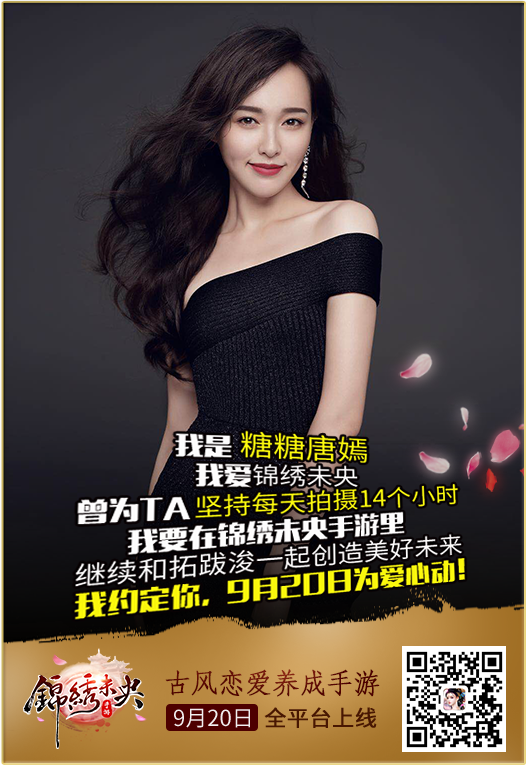 我是 糖糖唐嫣
我爱锦绣未央
曾为TA 坚持每天拍摄14个小时
我要在锦绣未央手游里
继续和拓跋浚一起创造美好未来
我约定你，9月20日为爱心动！
錦綉未央
古风恋爱养成手游
9月20日 全平台上线